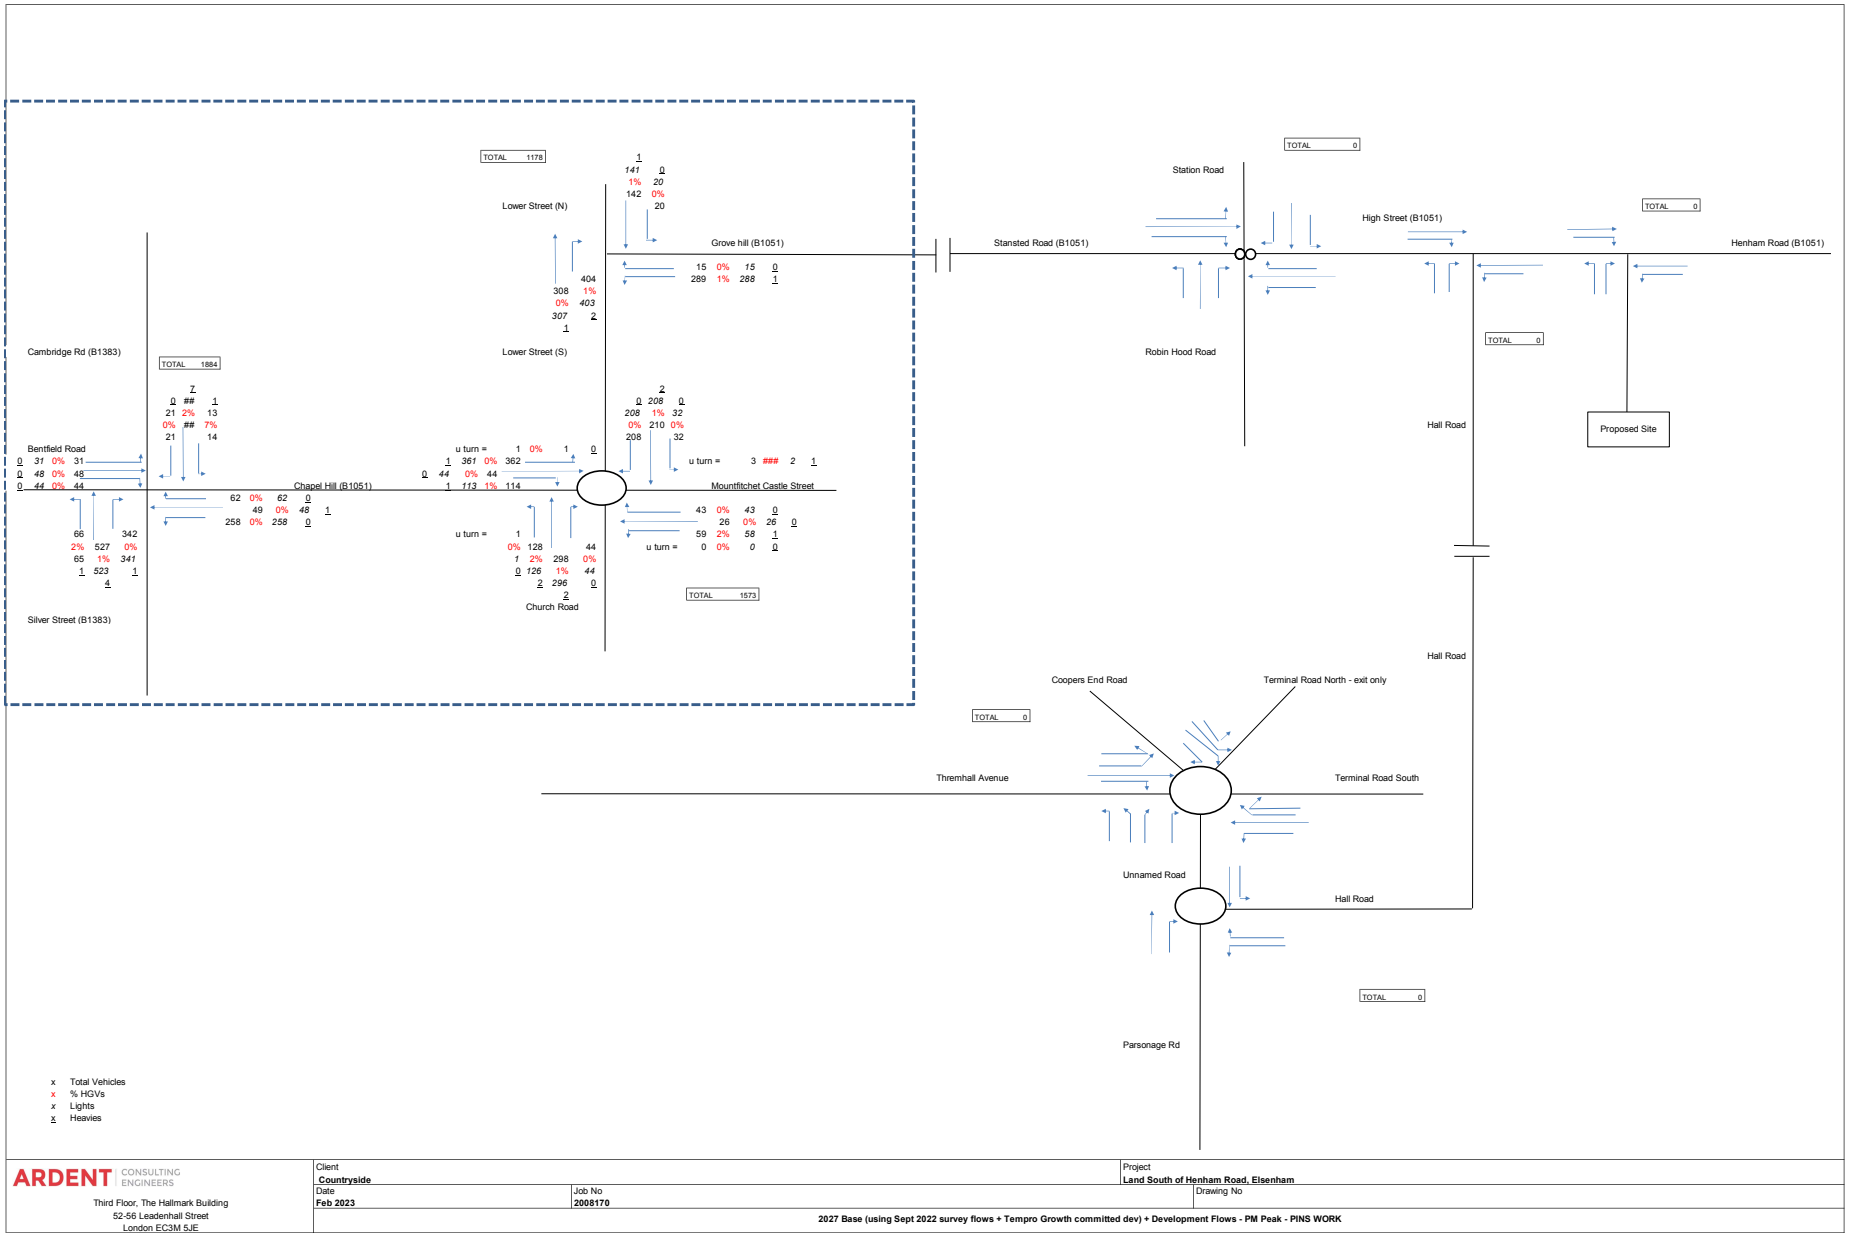 TOTAL 0
TOTAL 1178
1
141 0
1% 20
142 0%
20
Station Road
Lower Street (N)
TOTAL 0
High Street (B1051)
Grove hill (B1051)
Stansted Road (B1051)
Henham Road (B1051)
15 0% 15 0
289 1% 288 1
404
308 1%
0% 403
307 2
1
Cambridge Rd (B1383)
Lower Street (S)
Robin Hood Road
TOTAL 0
TOTAL 1884
7
0 ## 1
21 2% 13
0% ## 7%
21 14
2
0 208 0
208 1% 32
0% 210 0%
208 32
Hall Road
Proposed Site
Bentfield Road
0 31 0% 31
0 48 0% 48
0 44 0% 44
u turn = 1 0% 1 0
1 361 0% 362
0 44 0% 44
1 113 1% 114
u turn = 3 ### 2 1
Chapel Hill (B1051)
Mountfitchet Castle Street
62 0% 62 0
49 0% 48 1
258 0% 258 0
43 0% 43 0
26 0% 26 0
59 2% 58 1
u turn = 0 0% 0 0
66 342
2% 527 0%
65 1% 341
1 523 1
4
u turn = 1
0% 128 44
1 2% 298 0%
0 126 1% 44
2 296 0
2
TOTAL 1573
Church Road
Silver Street (B1383)
Hall Road
Coopers End Road
Terminal Road North - exit only
TOTAL 0
Thremhall Avenue
Terminal Road South
Unnamed Road
Hall Road
TOTAL 0
Parsonage Rd
x Total Vehicles
x % HGVs
x Lights
x Heavies
ARDENT CONSULTING ENGINEERS
Third Floor, The Hallmark Building
52-56 Leadenhall Street
London EC3M 5JE
Client
Countryside
Project
Land South of Henham Road, Elsenham
Date
Feb 2023
Job No
2008170
Drawing No
2027 Base (using Sept 2022 survey flows + Tempro Growth committed dev) + Development Flows - PM Peak - PINS WORK